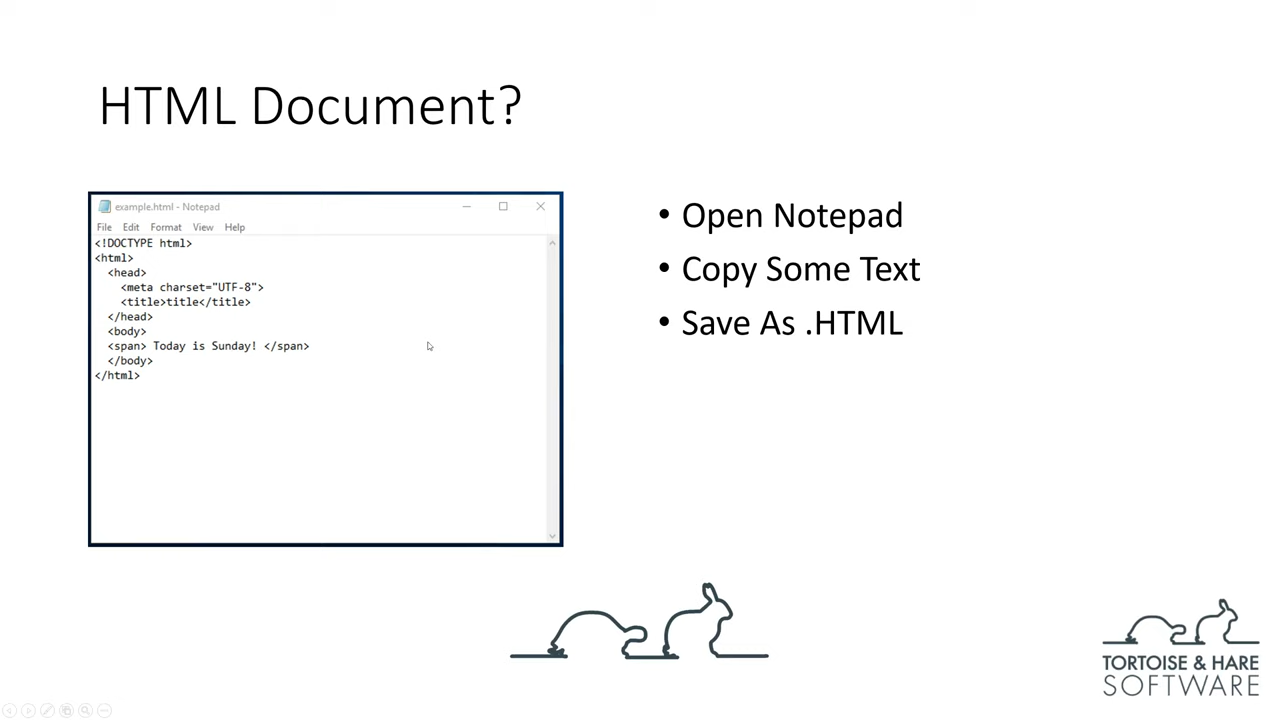 HTML Document?
example.html - Notepad
File Edit Format View Help
<!DOCTYPE html>
<html>
<head>
<meta charset="UTF-8">
<title>title</title>
</head>
<body>
<span> Today is Sunday! </span>
</body>
</html>
• Open Notepad
• Copy Some Text
• Save As .HTML
TORTOISE & HARE
SOFTWARE